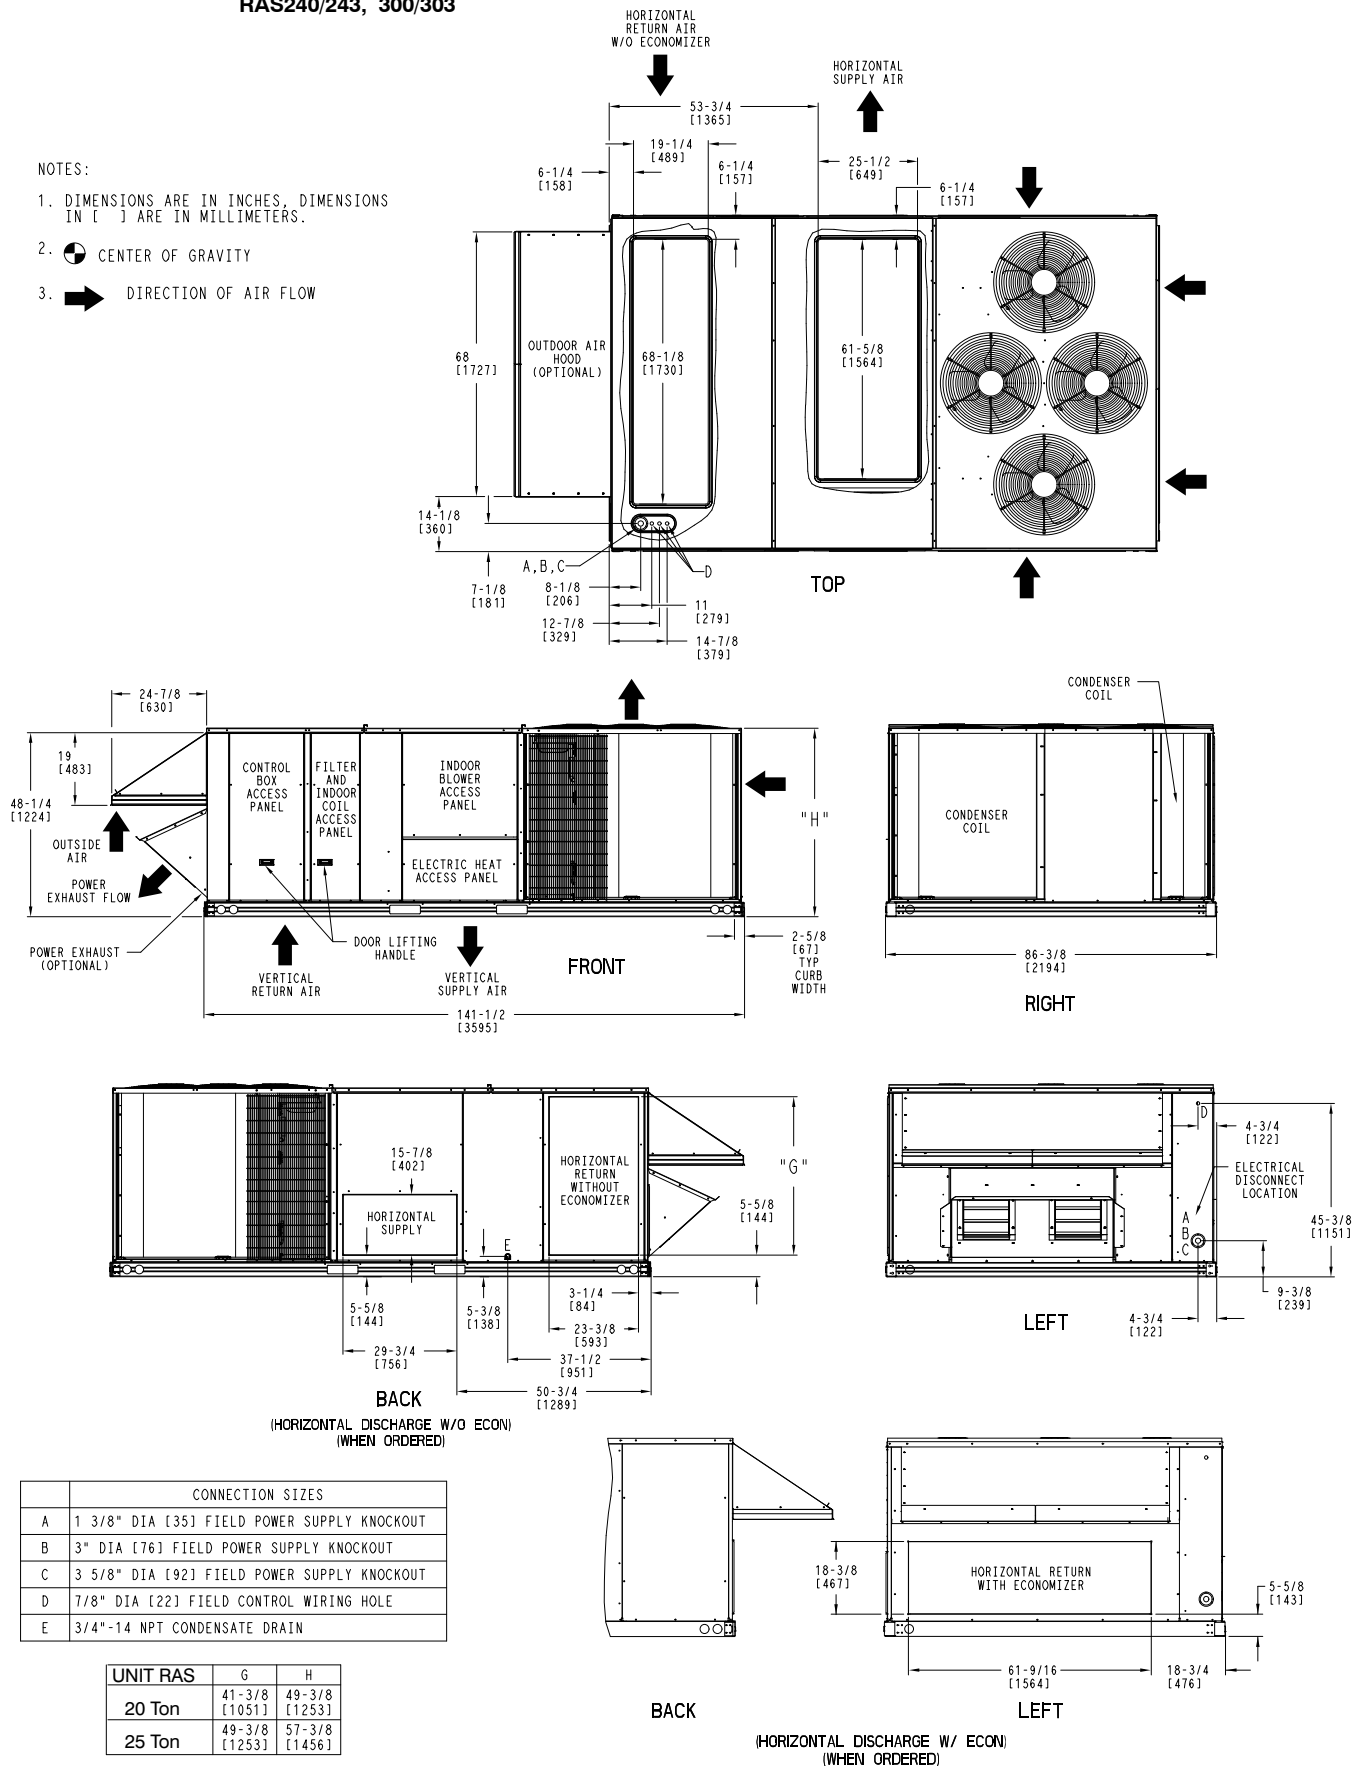 RAS240/243, 300/303
HORIZONTAL
RETURN AIR
W/O ECONOMIZER
HORIZONTAL
SUPPLY AIR
53-3/4
[1365]
19-1/4
[489]
6-1/4
[158]
6-1/4
[157]
25-1/2
[649]
6-1/4
[157]
NOTES:
1. DIMENSIONS ARE IN INCHES, DIMENSIONS
IN [ ] ARE IN MILLIMETERS.
2. CENTER OF GRAVITY
3. DIRECTION OF AIR FLOW
68
[1727]
OUTDOOR AIR
HOOD
(OPTIONAL)
68-1/8
[1730]
61-5/8
[1564]
14-1/8
[360]
A,B,C
D
TOP
7-1/8
[181]
8-1/8
[206]
11
[279]
12-7/8
[329]
14-7/8
[379]
24-7/8
[630]
19
[483]
48-1/4
[1224]
OUTSIDE
AIR
POWER
EXHAUST FLOW
POWER EXHAUST
(OPTIONAL)
CONTROL
BOX
ACCESS
PANEL
FILTER
AND
INDOOR
COIL
ACCESS
PANEL
INDOOR
BLOWER
ACCESS
PANEL
ELECTRIC HEAT
ACCESS PANEL
"H"
DOOR LIFTING
HANDLE
VERTICAL
RETURN AIR
VERTICAL
SUPPLY AIR
FRONT
2-5/8
[67]
TYP
CURB
WIDTH
141-1/2
[3595]
CONDENSER
COIL
CONDENSER
COIL
86-3/8
[2194]
RIGHT
15-7/8
[402]
HORIZONTAL
SUPPLY
HORIZONTAL
RETURN
WITHOUT
ECONOMIZER
"G"
E
5-5/8
[144]
5-5/8
[144]
5-3/8
[138]
3-1/4
[84]
23-3/8
[593]
29-3/4
[756]
37-1/2
[951]
50-3/4
[1289]
BACK
(HORIZONTAL DISCHARGE W/O ECON)
(WHEN ORDERED)
D
4-3/4
[122]
ELECTRICAL
DISCONNECT
LOCATION
A
B
C
45-3/8
[1151]
9-3/8
[239]
4-3/4
[122]
LEFT
CONNECTION SIZES
A 1 3/8" DIA [35] FIELD POWER SUPPLY KNOCKOUT
B 3" DIA [76] FIELD POWER SUPPLY KNOCKOUT
C 3 5/8" DIA [92] FIELD POWER SUPPLY KNOCKOUT
D 7/8" DIA [22] FIELD CONTROL WIRING HOLE
E 3/4"-14 NPT CONDENSATE DRAIN
UNIT RAS G H
20 Ton 41-3/8 [1051] 49-3/8 [1253]
25 Ton 49-3/8 [1253] 57-3/8 [1456]
18-3/8
[467]
HORIZONTAL RETURN
WITH ECONOMIZER
5-5/8
[143]
61-9/16
[1564]
18-3/4
[476]
BACK
LEFT
(HORIZONTAL DISCHARGE W/ ECON)
(WHEN ORDERED)